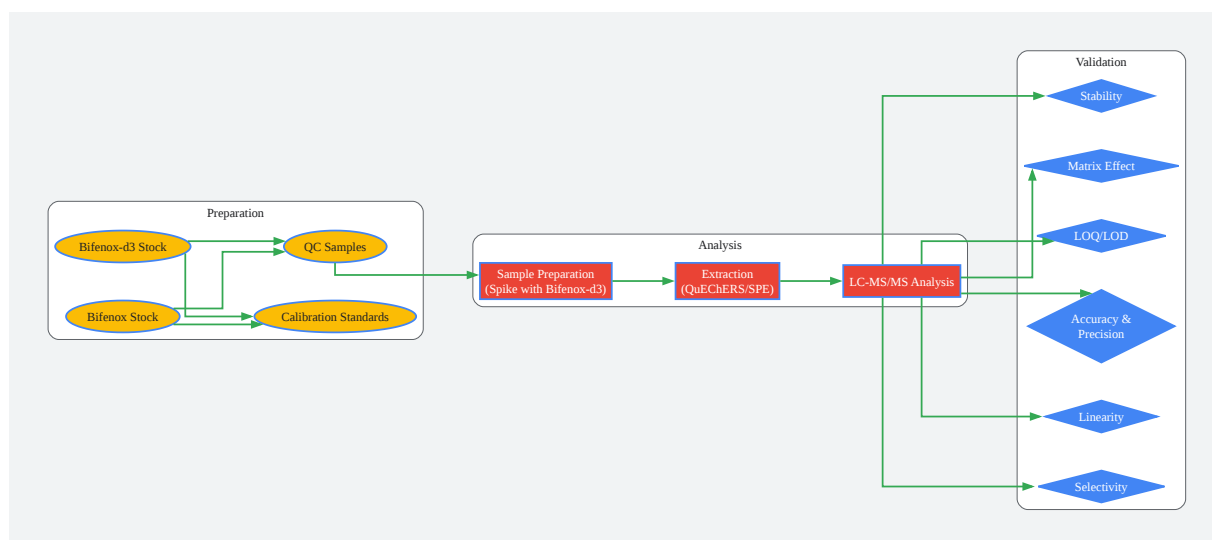 Preparation
Bifenox-d3 Stock
QC Samples
Bifenox Stock
Calibration Standards
Analysis
Sample Preparation
(Spike with Bifenox-d3)
Extraction
(QuEChERS/SPE)
LC-MS/MS Analysis
Validation
Stability
Matrix Effect
LOQ/LOD
Accuracy &
Precision
Linearity
Selectivity